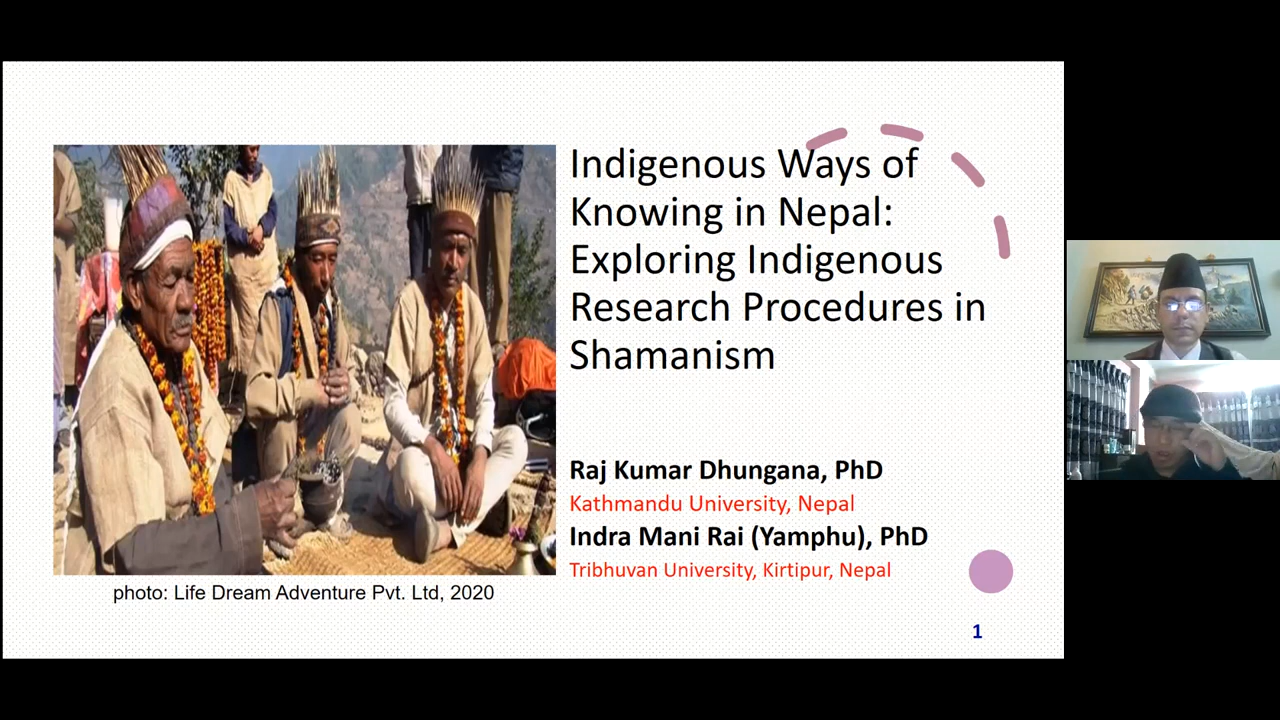 Indigenous Ways of
Knowing in Nepal:
Exploring Indigenous
Research Procedures in
Shamanism
Raj Kumar Dhungana, PhD
Kathmandu University, Nepal
Indra Mani Rai (Yamphu), PhD
Tribhuvan University, Kirtipur, Nepal
photo: Life Dream Adventure Pvt. Ltd, 2020
1